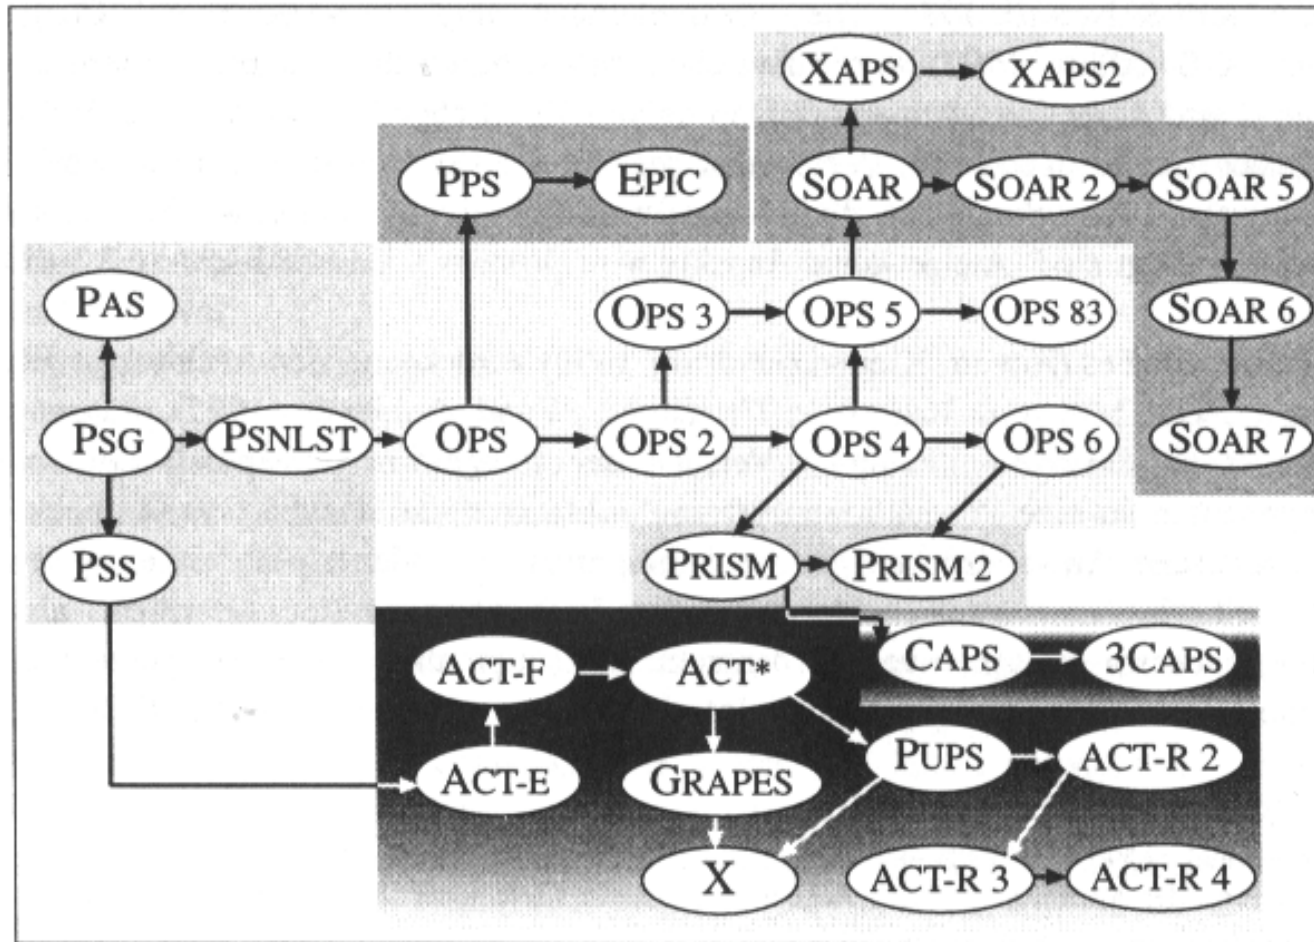 XAPS
XAPS2
PPS
EPIC
SOAR
SOAR 2
SOAR 5
PAS
OPS 3
OPS 5
OPS 83
SOAR 6
PSG
PSNLST
OPS
OPS 2
OPS 4
OPS 6
SOAR 7
PSS
PRISM
PRISM 2
ACT-F
ACT*
CAPS
3CAPS
ACT-E
GRAPES
PUPS
ACT-R 2
X
ACT-R 3
ACT-R 4